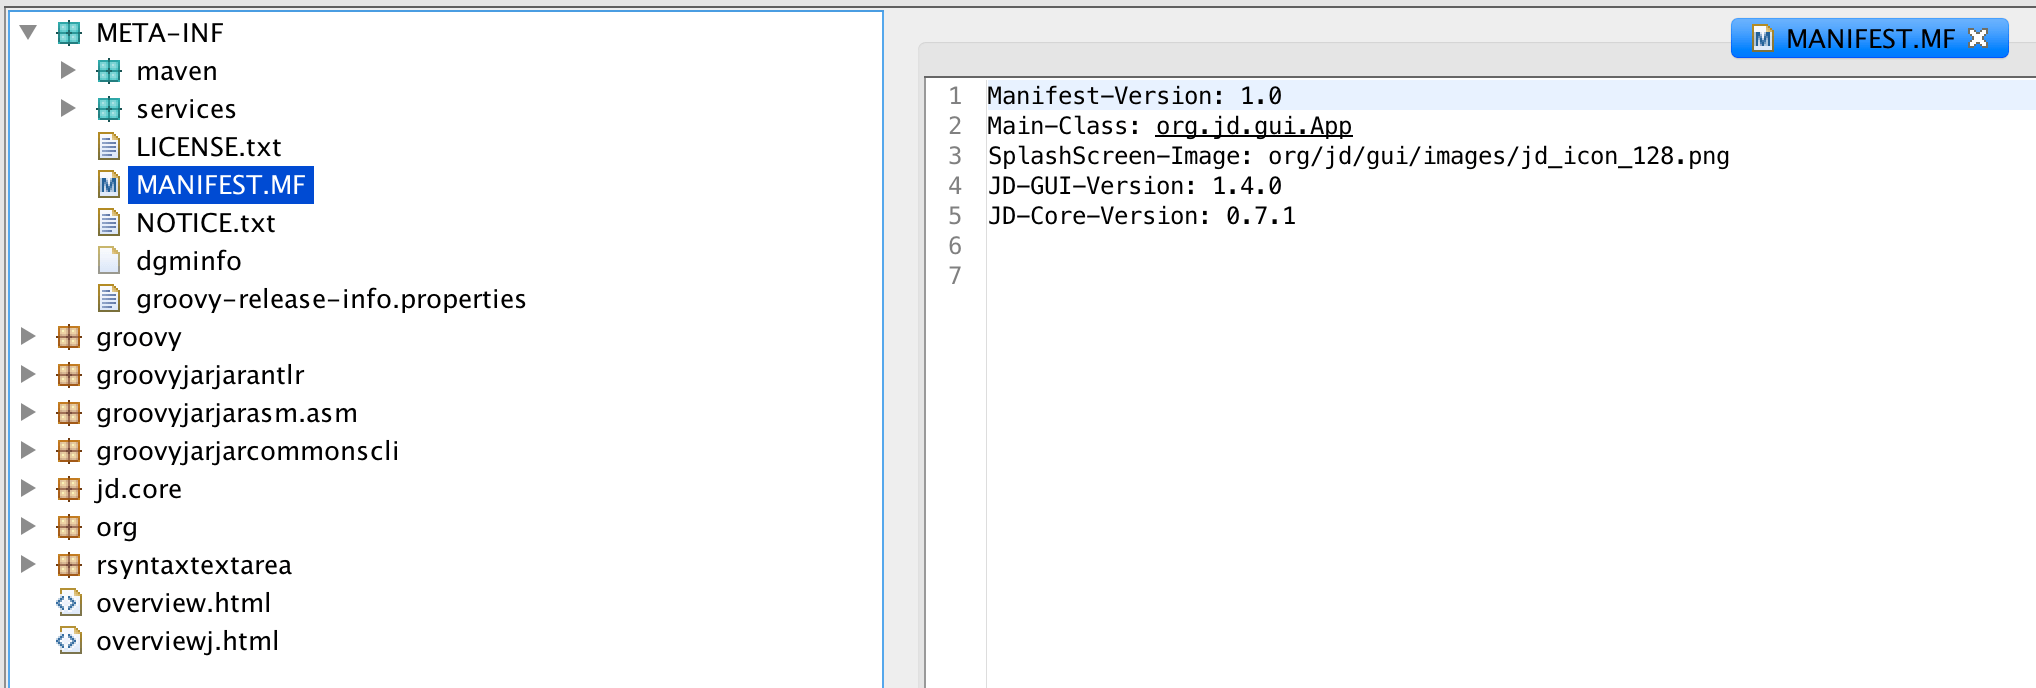 META-INF
maven
services
LICENSE.txt
MANIFEST.MF
NOTICE.txt
dgminfo
groovy-release-info.properties
groovy
groovyjarjarantlr
groovyjarjarasm.asm
groovyjarjarcommonscli
jd.core
org
rsyntaxtextarea
overview.html
overviewj.html
MANIFEST.MF
1 Manifest-Version: 1.0
2 Main-Class: org.jd.gui.App
3 SplashScreen-Image: org/jd/gui/images/jd_icon_128.png
4 JD-GUI-Version: 1.4.0
5 JD-Core-Version: 0.7.1
6
7